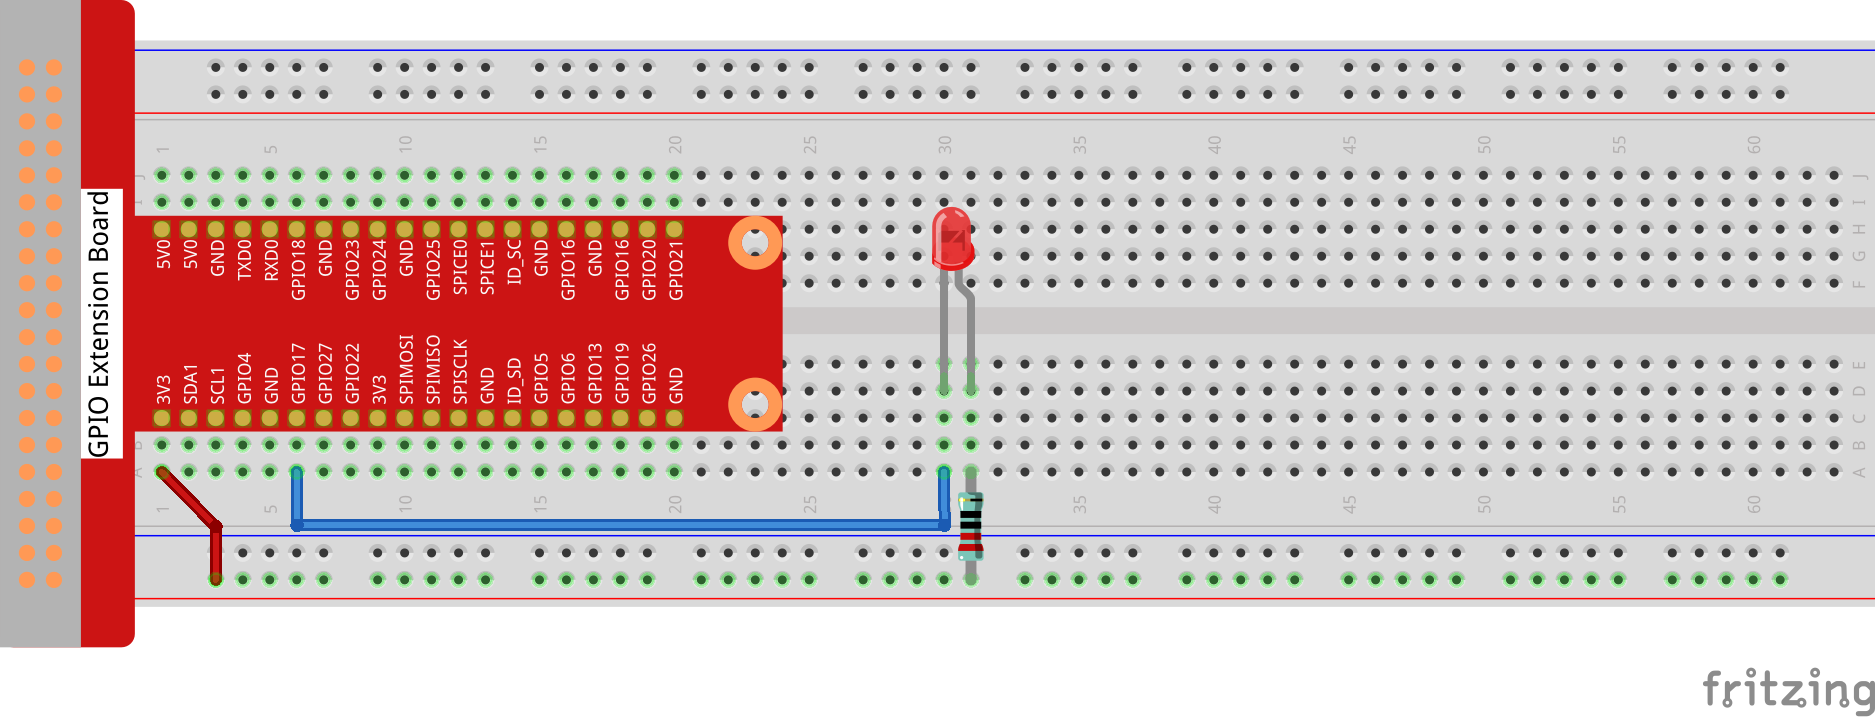 1 5 10 15 20 25 30 35 40 45 50 55 60
J J
I I
5V0 5V0 GND TXD0 RXD0 GPIO18 GND GPIO23 GPIO24 GND GPIO25 SPICE0 SPICE1 ID_SC GND GPIO16 GND GPIO16 GPIO20 GPIO21
H
G
F
GPIO Extension Board
3V3 SDA1 SCL1 GPIO4 GND GPIO17 GPIO27 GPIO22 3V3 SPIMOSI SPIMISO SPISCLK GND ID_SD GPIO5 GPIO6 GPIO13 GPIO19 GPIO26 GND
E
D
C
B B
A A
1 5 10 15 20 25 35 40 45 50 55 60
fritzing